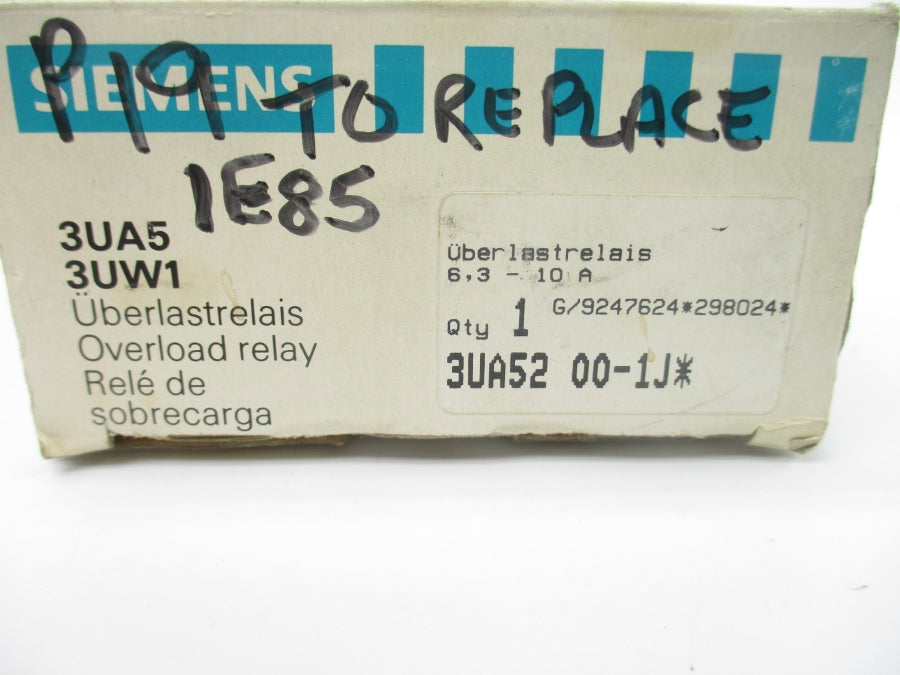 SIEMENS
P19 TO REPLACE
1E85
3UA5
3UW1
Überlastrelais
Overload relay
Relé de
sobrecarga
Überlastrelais
6,3 - 10 A
G/9247624*298024*
Qty 1
3UA52 00-1J*